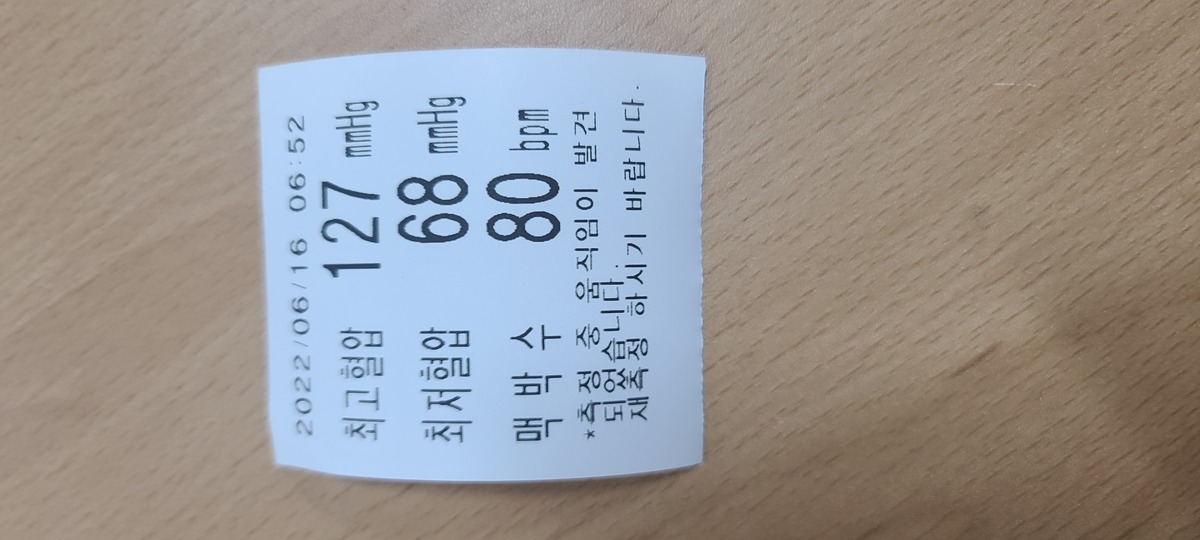 2022/06/16 06:52
최고혈압 127 mmHg
최저혈압 68 mmHg
맥 박 수 80 bpm
*측정 중 움직임이 발견
되었습니다.
재측정 하시기 바랍니다.